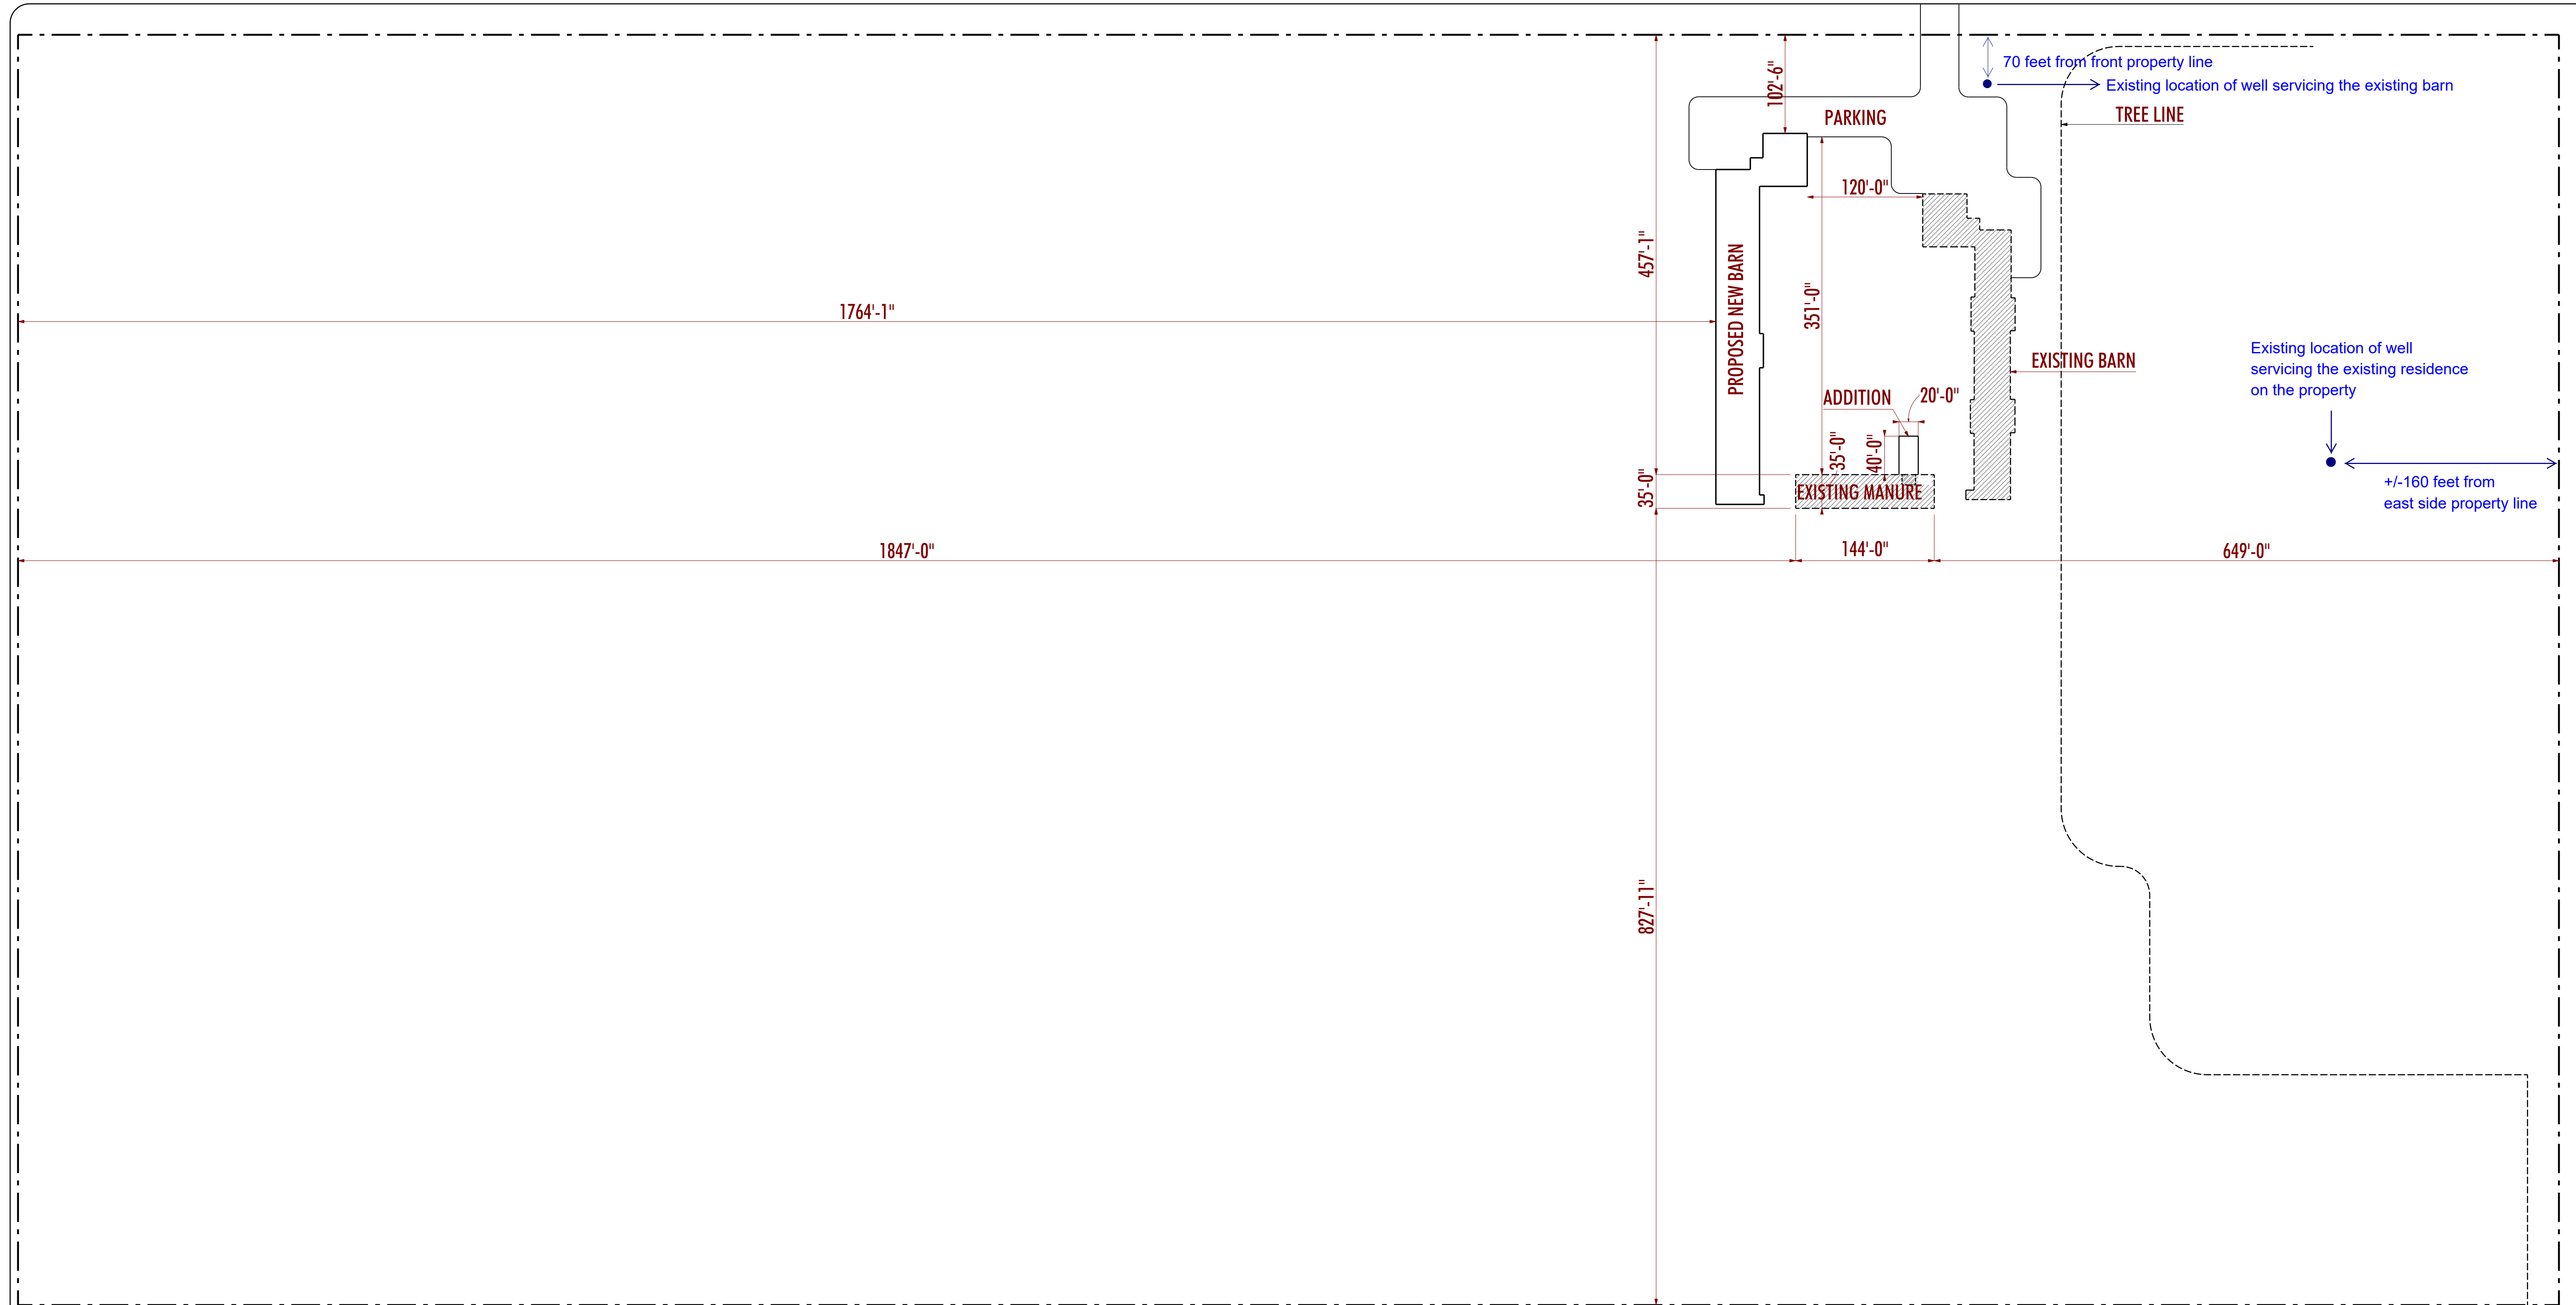 70 feet from front property line
Existing location of well servicing the existing barn
102'-6"
PARKING
TREE LINE
120'-0"
457'-1"
PROPOSED NEW BARN
351'-0"
1764'-1"
Existing location of well
servicing the existing residence
on the property
EXISTING BARN
ADDITION
20'-0"
35'-0"
40'-0"
35'-0"
EXISTING MANURE
+/-160 feet from
east side property line
1847'-0"
144'-0"
649'-0"
827'-11"